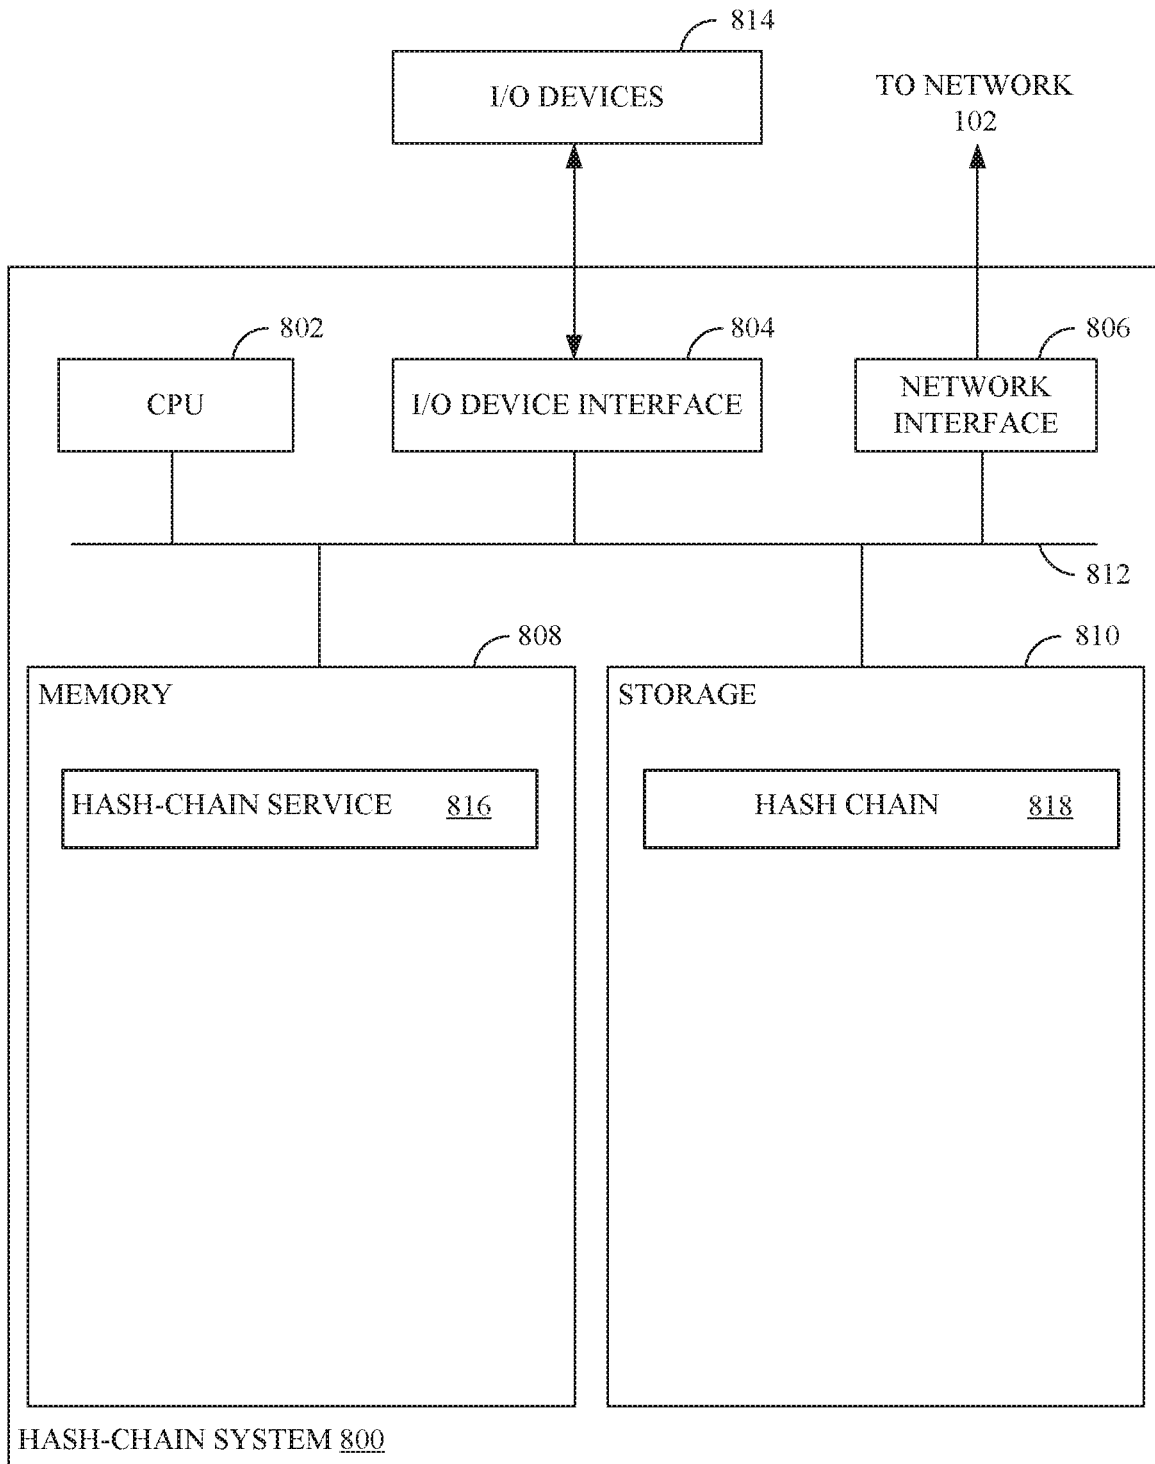 814
I/O DEVICES
TO NETWORK
102
802
804
806
CPU
I/O DEVICE INTERFACE
NETWORK
INTERFACE
812
808
810
MEMORY
STORAGE
HASH-CHAIN SERVICE 816
HASH CHAIN 818
HASH-CHAIN SYSTEM 800